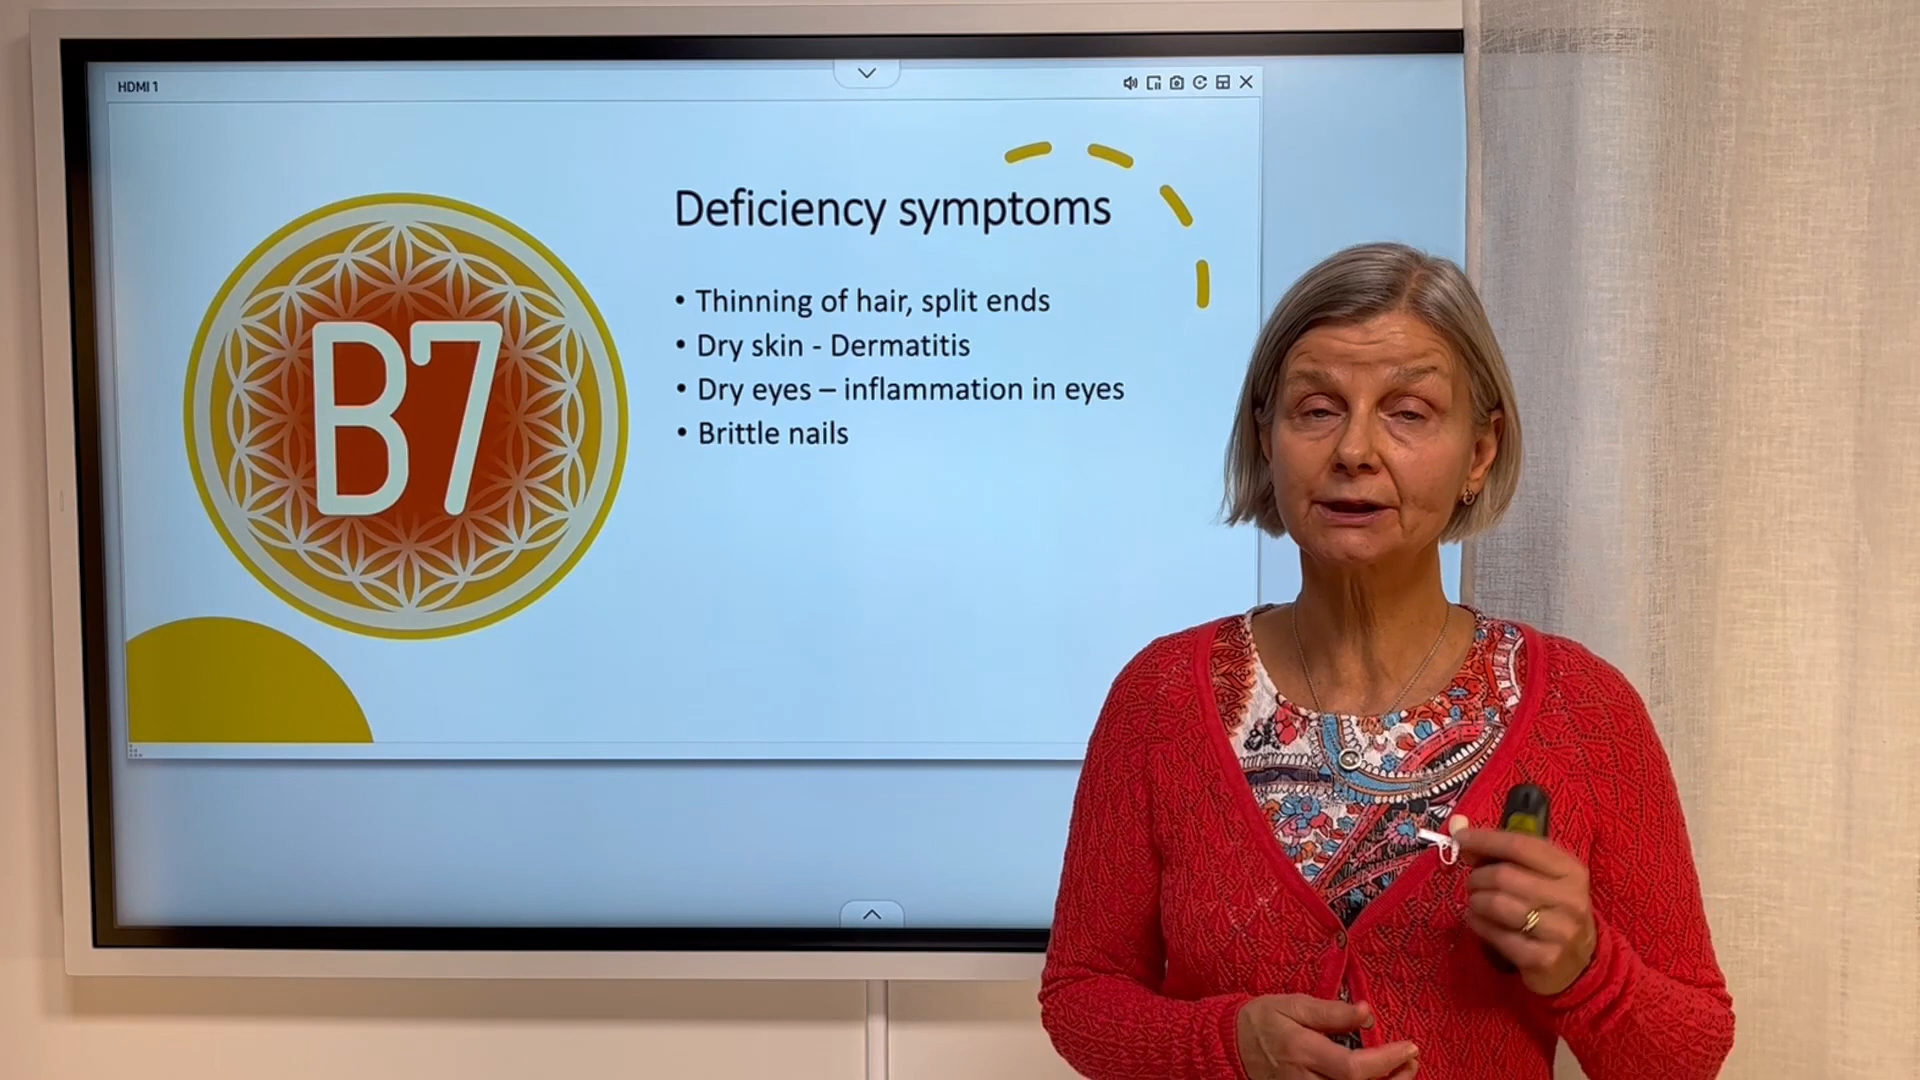 HDMI 1
B7
Deficiency symptoms
• Thinning of hair, split ends
• Dry skin - Dermatitis
• Dry eyes – inflammation in eyes
• Brittle nails